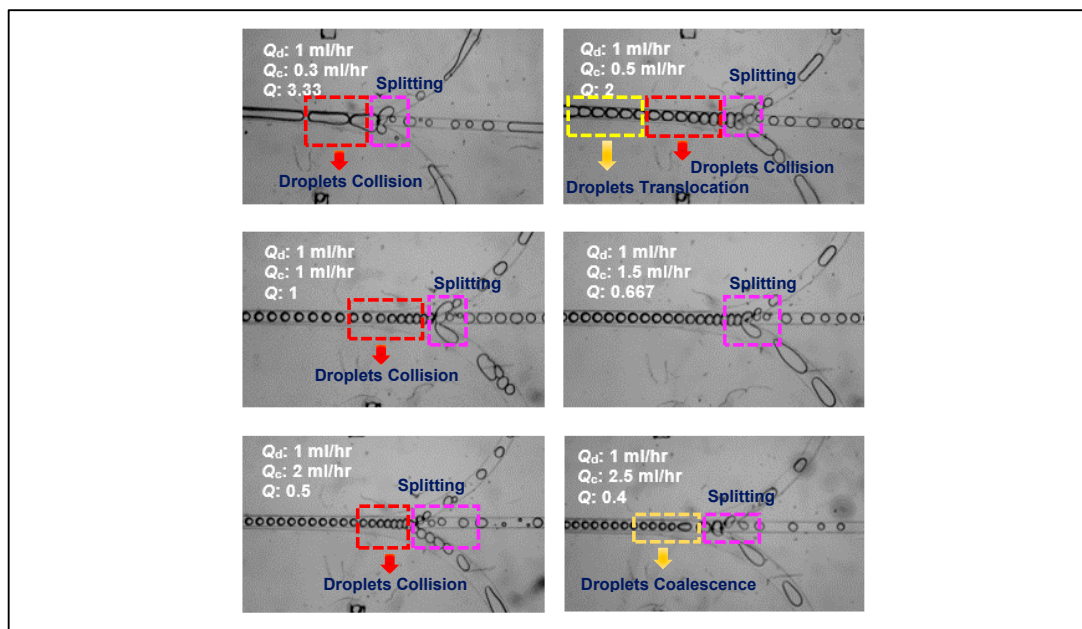 Qd: 1 ml/hr
Qc: 0.3 ml/hr
Q: 3.33
Splitting
Droplets Collision
Qd: 1 ml/hr
Qc: 0.5 ml/hr
Q: 2
Splitting
Droplets Collision
Droplets Translocation
Qd: 1 ml/hr
Qc: 1 ml/hr
Q: 1
Splitting
Droplets Collision
Qd: 1 ml/hr
Qc: 1.5 ml/hr
Q: 0.667
Splitting
Qd: 1 ml/hr
Qc: 2 ml/hr
Q: 0.5
Splitting
Droplets Collision
Qd: 1 ml/hr
Qc: 2.5 ml/hr
Q: 0.4
Splitting
Droplets Coalescence